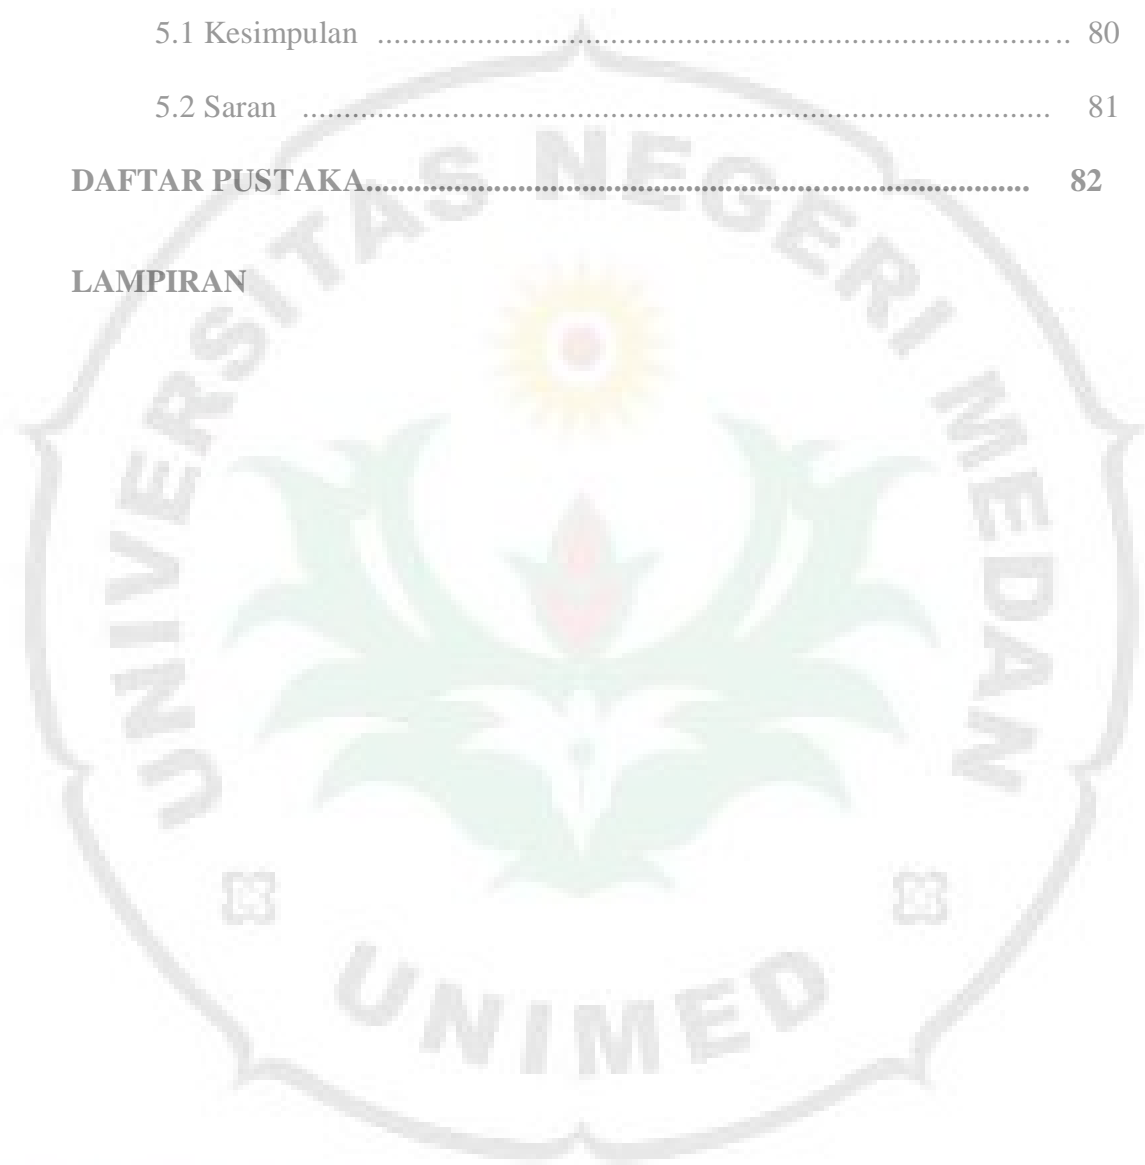 5.1 Kesimpulan ........................................................................................ 80
5.2 Saran ............................................................................................... 81
DAFTAR PUSTAKA.................................................................................. 82
LAMPIRAN
UNIVERSITAS NEGERI MEDAN
UNIMED